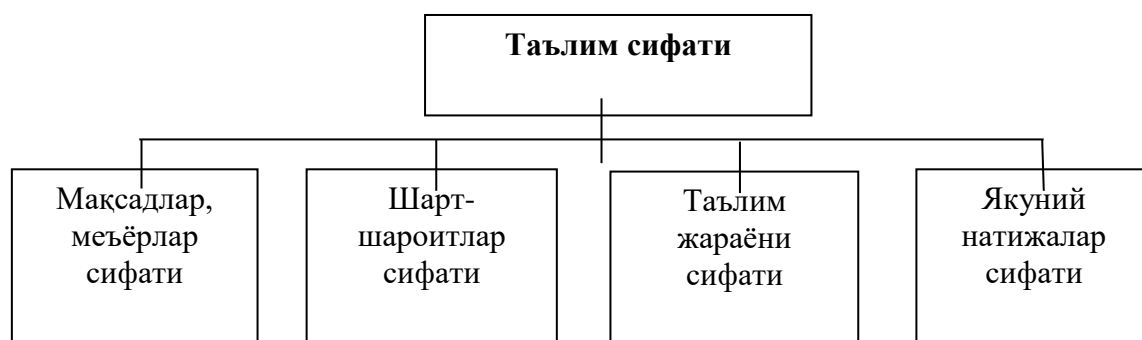 Таълим сифати
Мақсадлар,
меъёрлар
сифати
Шарт-
шароитлар
сифати
Таълим
жараёни
сифати
Якуний
натижалар
сифати